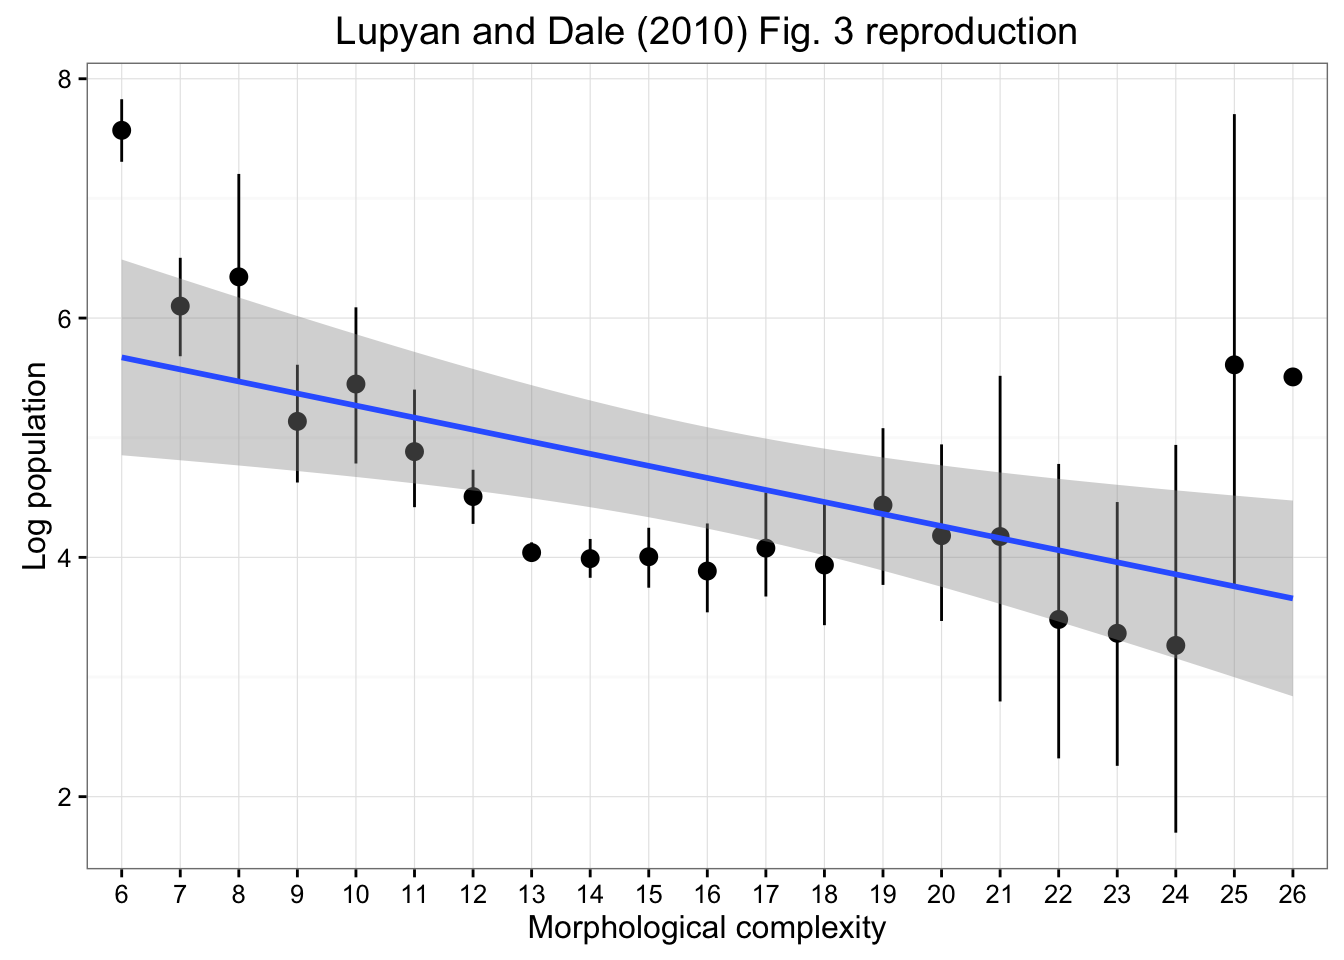 Lupyan and Dale (2010) Fig. 3 reproduction
8
6
4
2
Log population
6 7 8 9 10 11 12 13 14 15 16 17 18 19 20 21 22 23 24 25 26
Morphological complexity